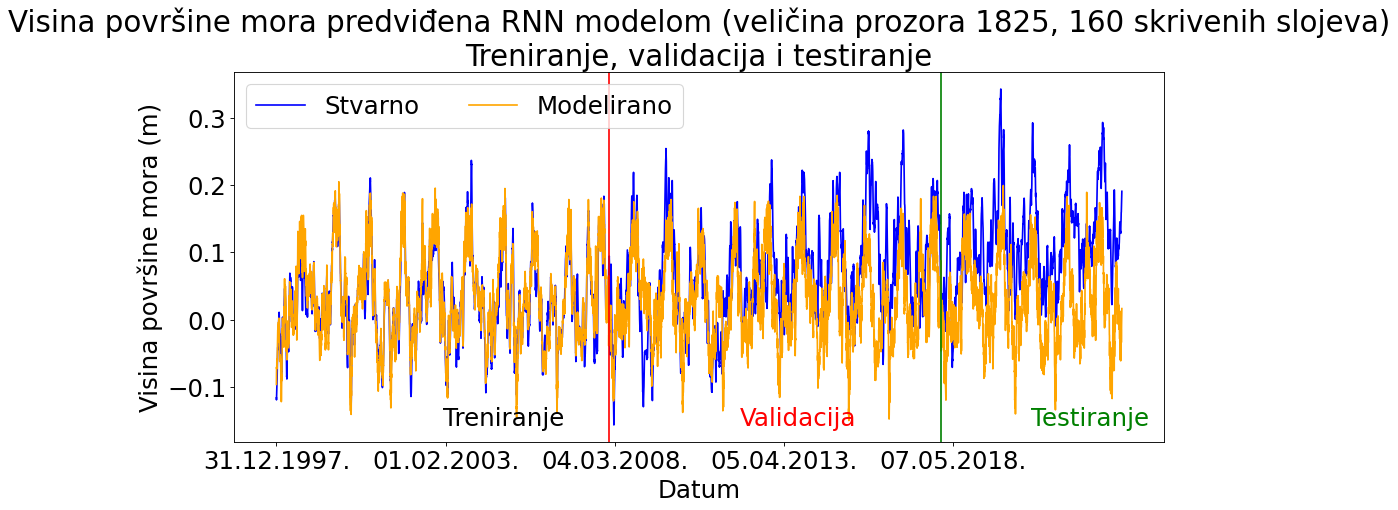 Visina površine mora predviđena RNN modelom (veličina prozora 1825, 160 skrivenih slojeva)
Treniranje, validacija i testiranje
Stvarno
Modelirano
Visina površine mora (m)
0.3
0.2
0.1
0.0
−0.1
Treniranje
Validacija
Testiranje
31.12.1997.
01.02.2003.
04.03.2008.
05.04.2013.
07.05.2018.
Datum